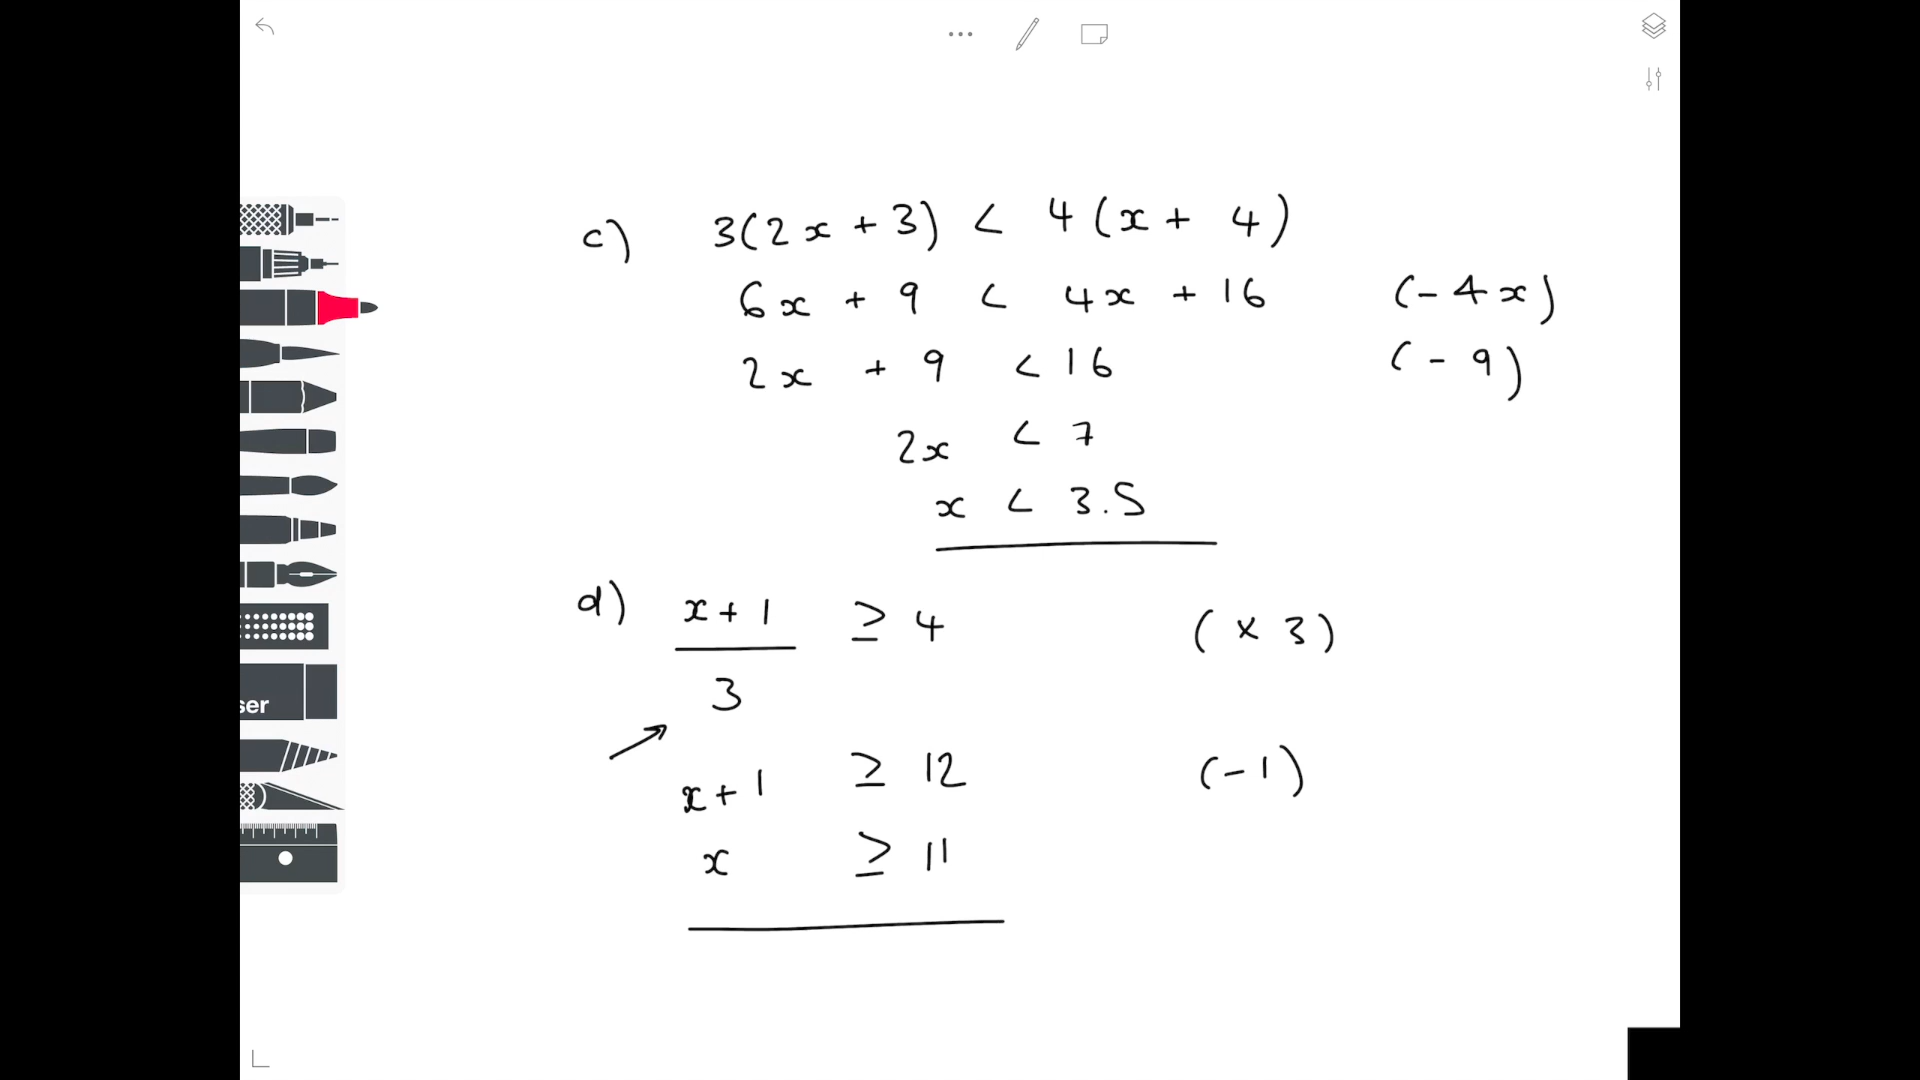 c) 3(2x + 3) < 4(x + 4)
6x + 9 < 4x + 16 (-4x)
2x + 9 < 16 (-9)
2x < 7
x < 3.5
d) x+1 ≥ 4 (×3)
3
ser
x+1 ≥ 12 (-1)
x ≥ 11